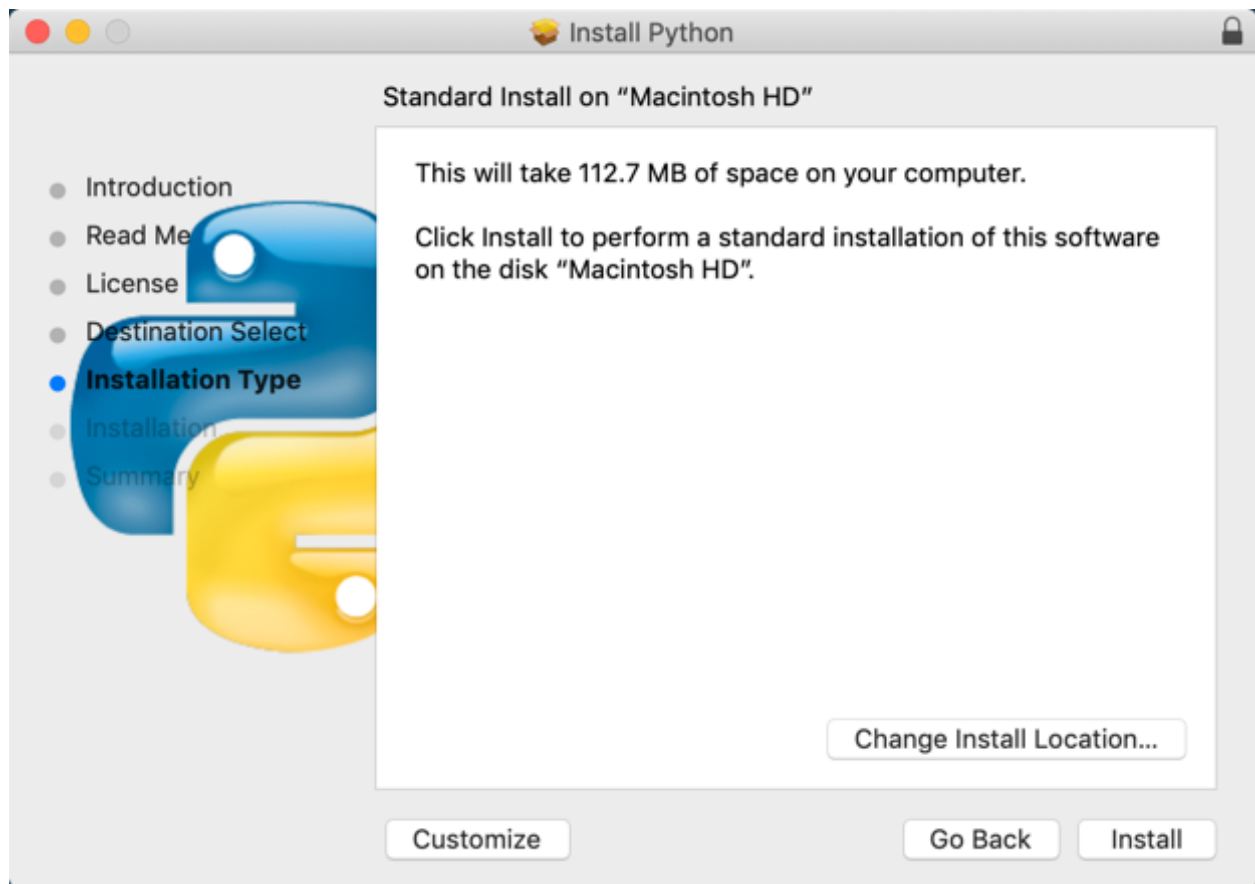 Install Python
Standard Install on “Macintosh HD”
Introduction
Read Me
License
Destination Select
Installation Type
Installation
Summary
This will take 112.7 MB of space on your computer.
Click Install to perform a standard installation of this software
on the disk “Macintosh HD”.
Change Install Location...
Customize
Go Back
Install